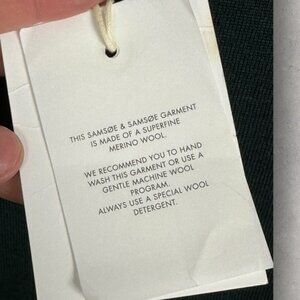 THIS SAMSØE & SAMSØE GARMENT
IS MADE OF A SUPERFINE
MERINO WOOL.
WE RECOMMEND YOU TO HAND
WASH THIS GARMENT OR USE A
GENTLE MACHINE WOOL
PROGRAM.
ALWAYS USE A SPECIAL WOOL
DETERGENT.